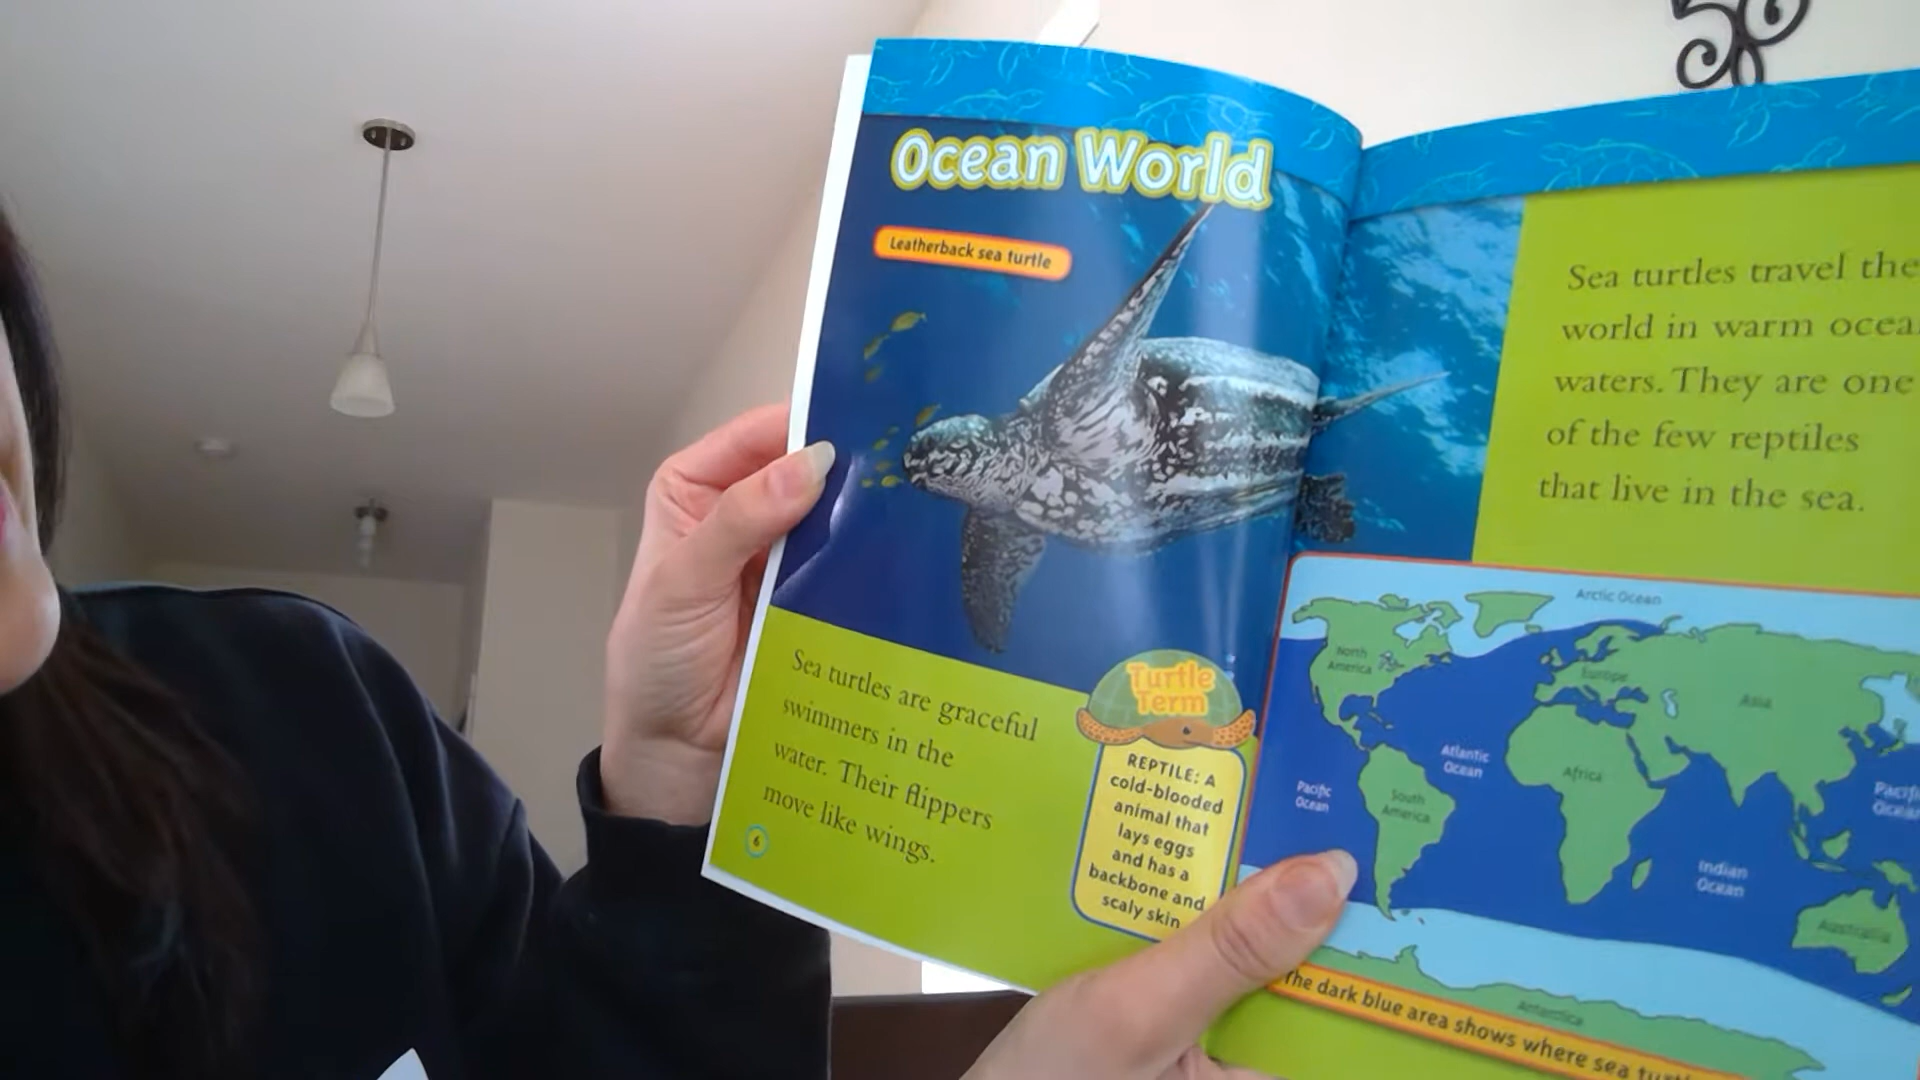 Ocean World
Leatherback sea turtle
Sea turtles are graceful
swimmers in the
water. Their flippers
move like wings.
6
Turtle
Term
REPTILE: A
cold-blooded
animal that
lays eggs
and has a
backbone and
scaly skin
Sea turtles travel the
world in warm
waters. They are one
of the few reptiles
that live in the sea.
Arctic Ocean
North
America
Europe
Asia
Atlantic
Ocean
Africa
Pacific
Ocean
South
America
Pacific
Ocean
Indian
Ocean
Australia
Antarctica
The dark blue area shows where sea